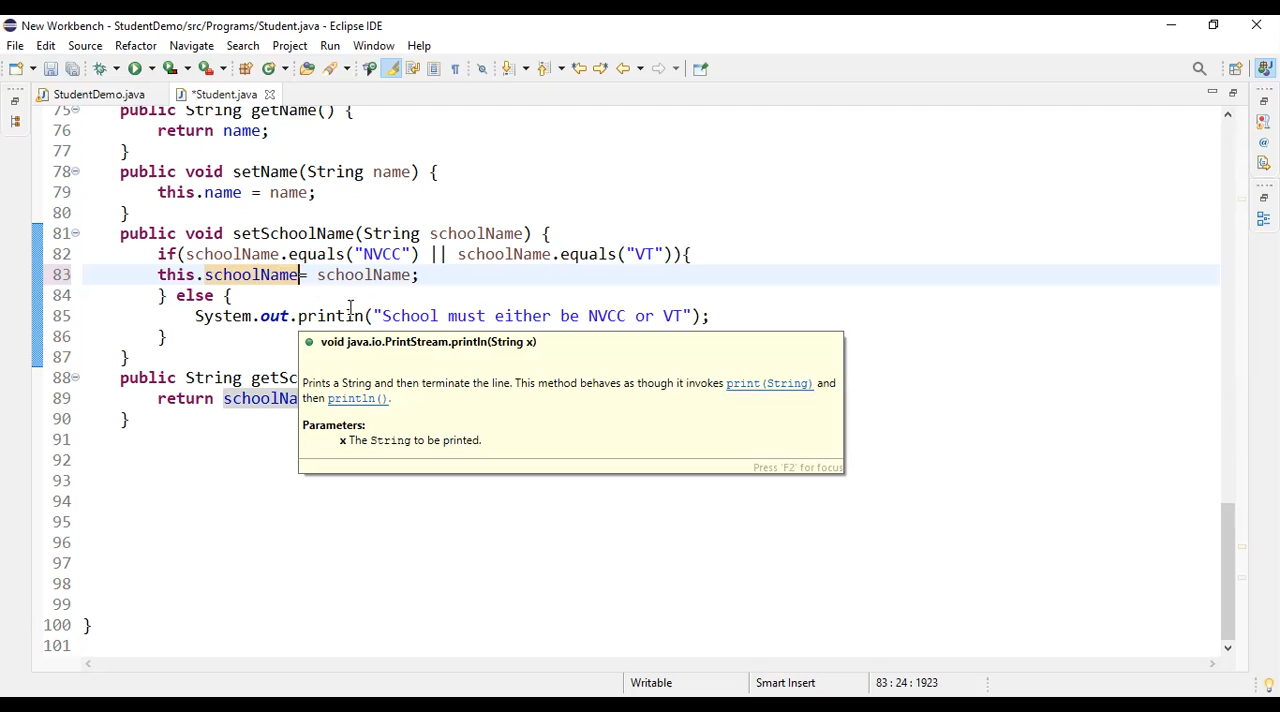 New Workbench - StudentDemo/src/Programs/Student.java - Eclipse IDE
File Edit Source Refactor Navigate Search Project Run Window Help
StudentDemo.java *Student.java
75 public String getName() {
76 return name;
77 }
78 public void setName(String name) {
79 this.name = name;
80 }
81 public void setSchoolName(String schoolName) {
82 if(schoolName.equals("NVCC") || schoolName.equals("VT")){
83 this.schoolName= schoolName;
84 } else {
85 System.out.println("School must either be NVCC or VT");
86 }
87 }
88 public String getSc
89 return schoolNa
90 }
91
92
93
94
95
96
97
98
99
100 }
101
void java.io.PrintStream.println(String x)
Prints a String and then terminate the line. This method behaves as though it invokes print(String) and
then println().
Parameters:
x The String to be printed.
Press 'F2' for focus
Writable Smart Insert 83 : 24 : 1923